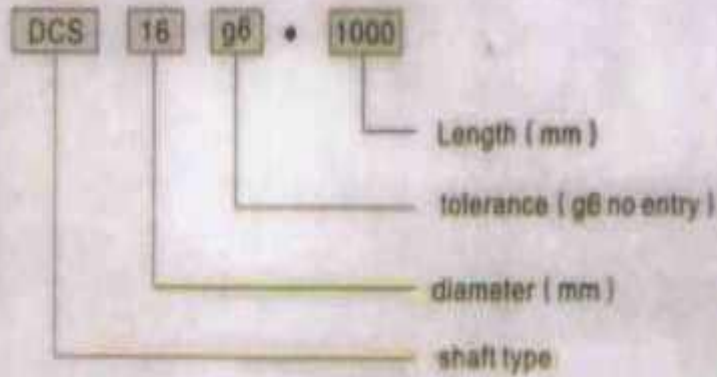 DCS 16 g6 • 1000
Length ( mm )
tolerance ( g6 no entry )
diameter ( mm )
shaft type